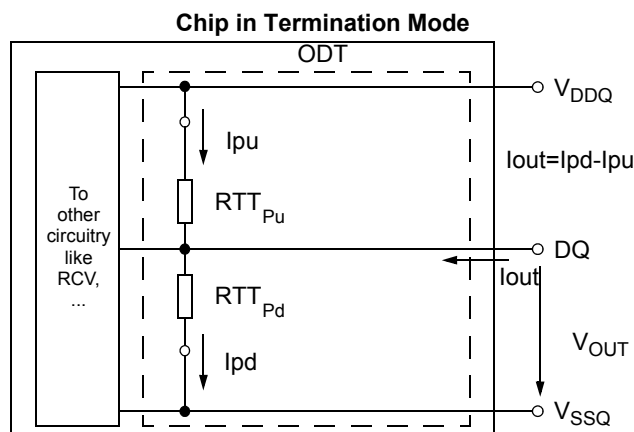 Chip in Termination Mode
ODT
VDDQ
Ipu
Iout=Ipd-Ipu
To
other
circuitry
like
RCV,
...
RTTPu
DQ
Iout
RTTPd
VOUT
Ipd
VSSQ